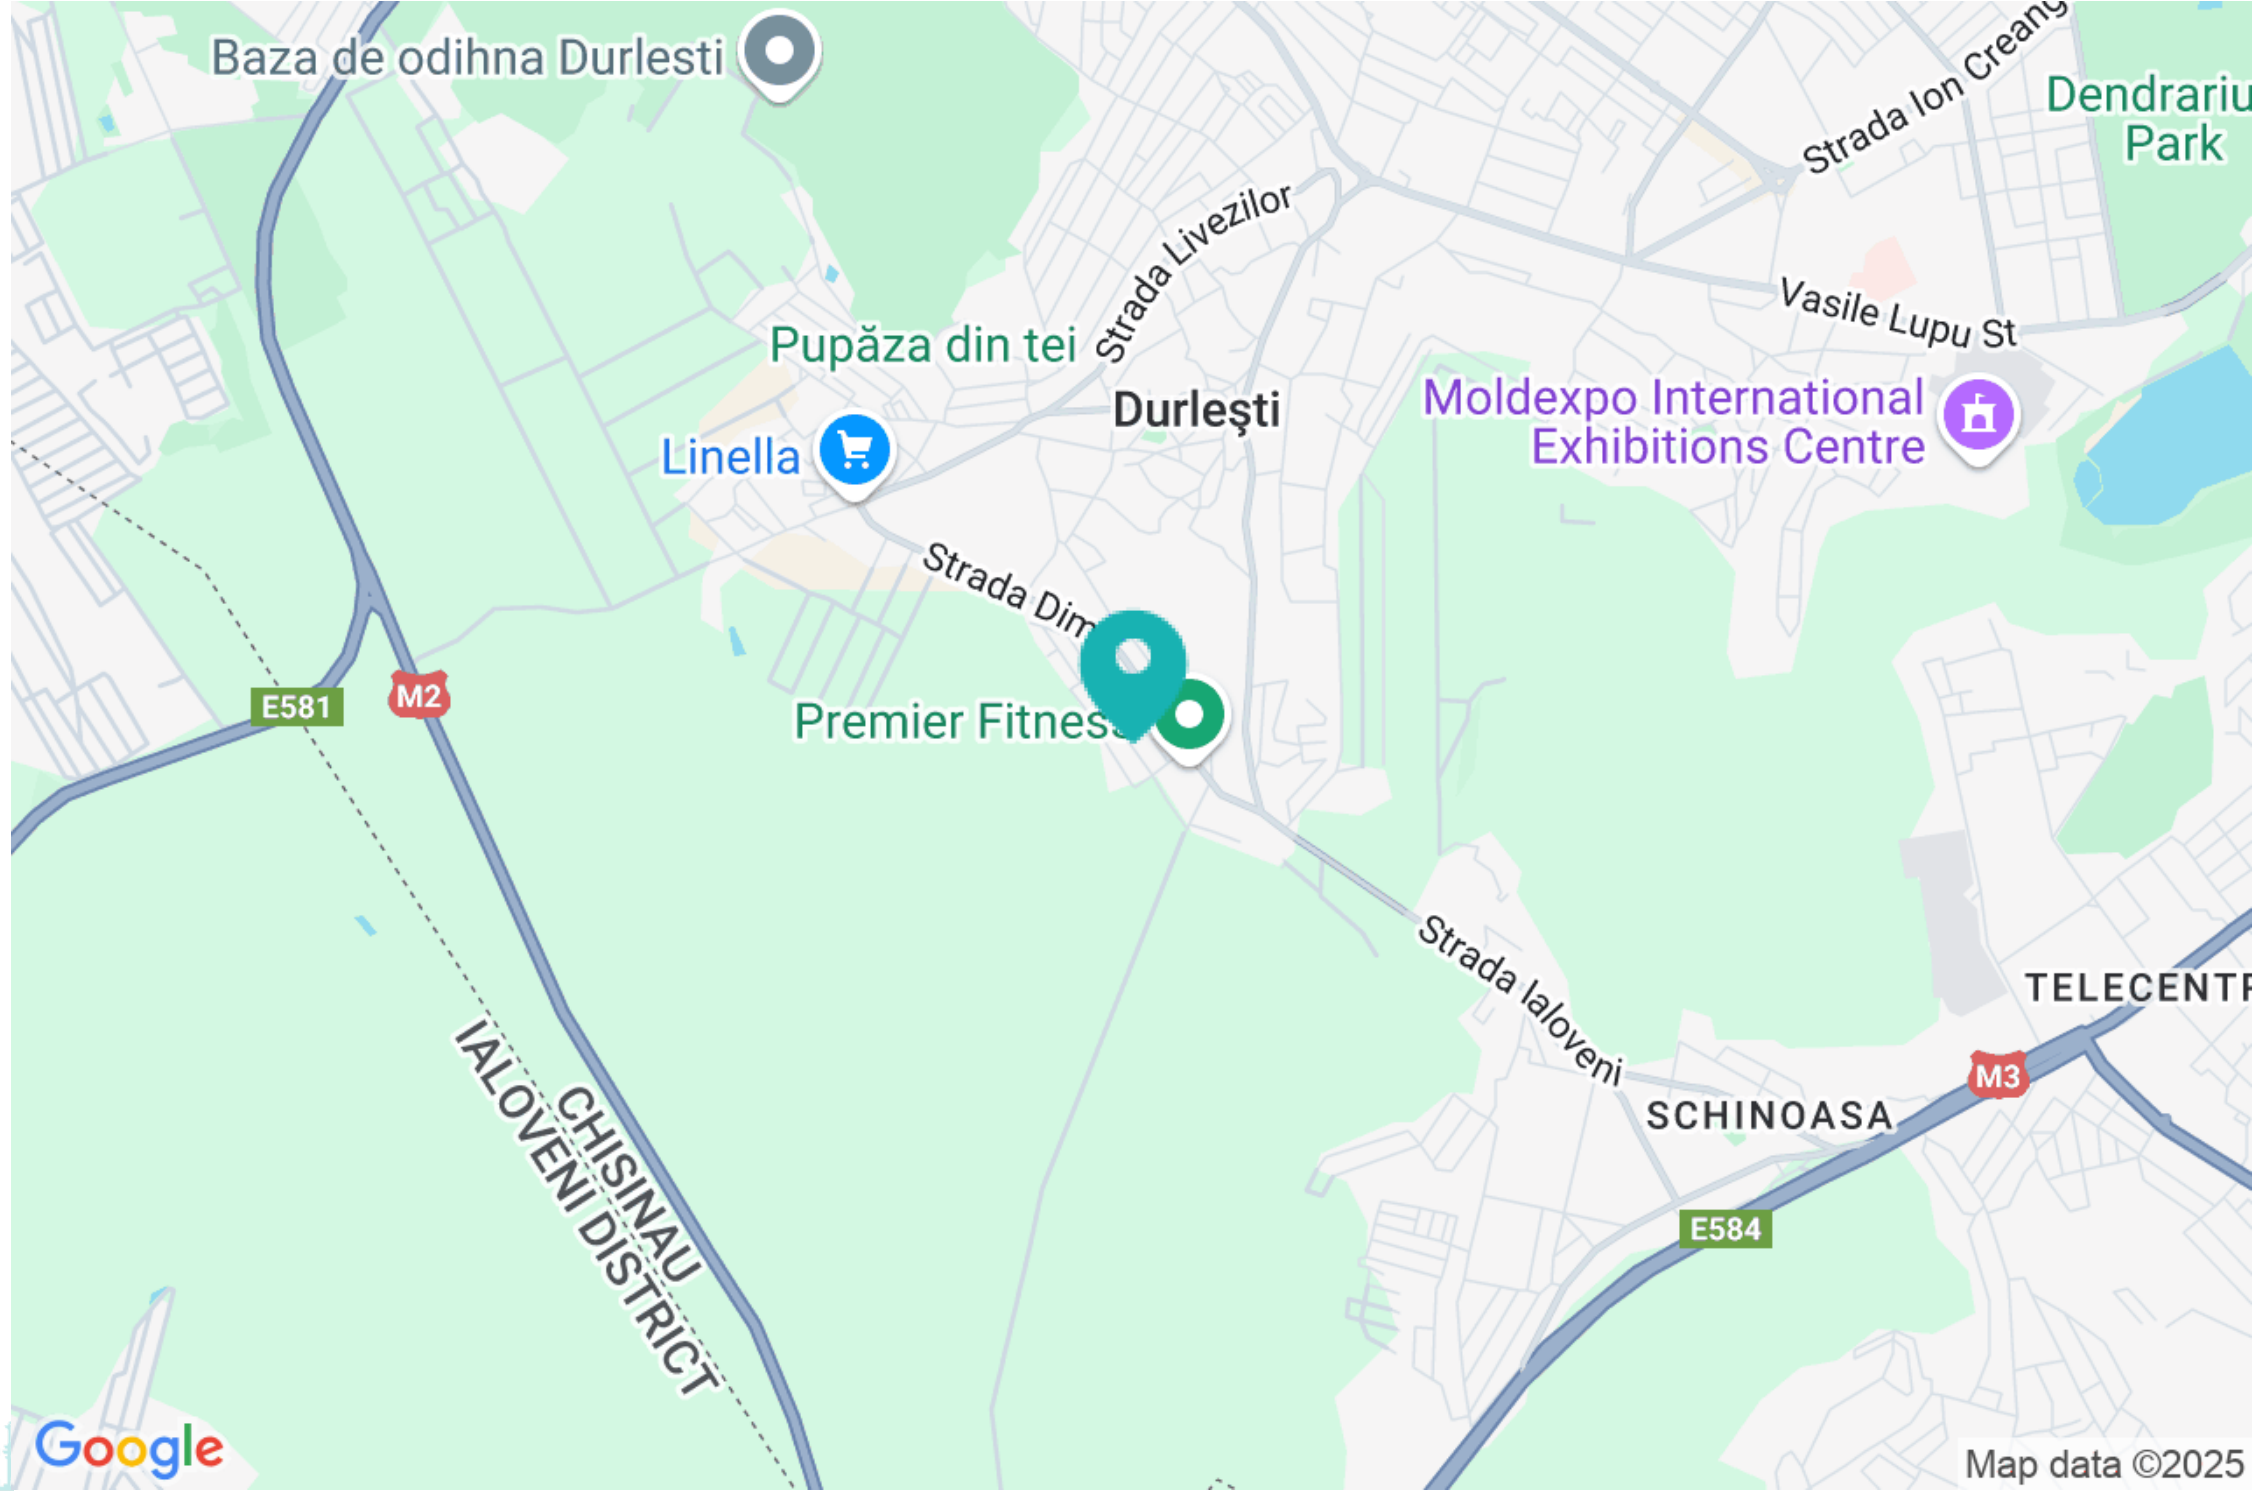 Baza de odihna Durlesti
Strada Ion Creang
Dendrariu
Park
Strada Livezilor
Vasile Lupu St
Pupăza din tei
Durleşti
Moldexpo International
Exhibitions Centre
Linella
Strada Dim
E581
M2
Premier Fitness
Strada Ialoveni
TELECENTR
M3
SCHINOASA
E584
CHISINAU
IALOVENI DISTRICT
Google
Map data ©2025